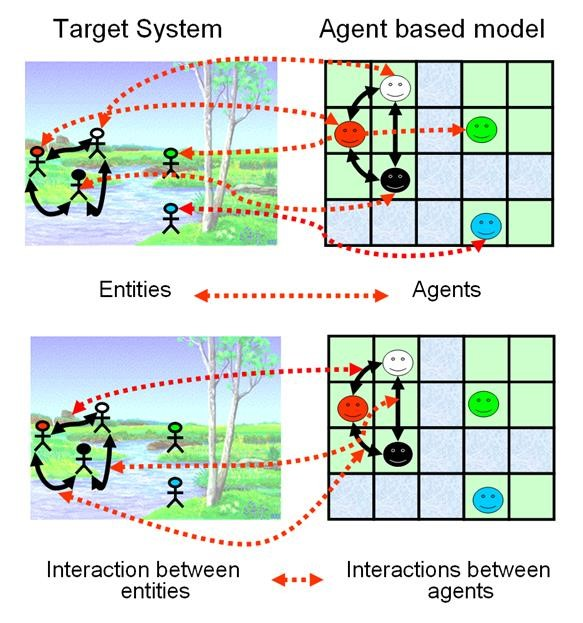 Target System
Agent based model
Entities
Agents
Interaction between
entities
Interactions between
agents